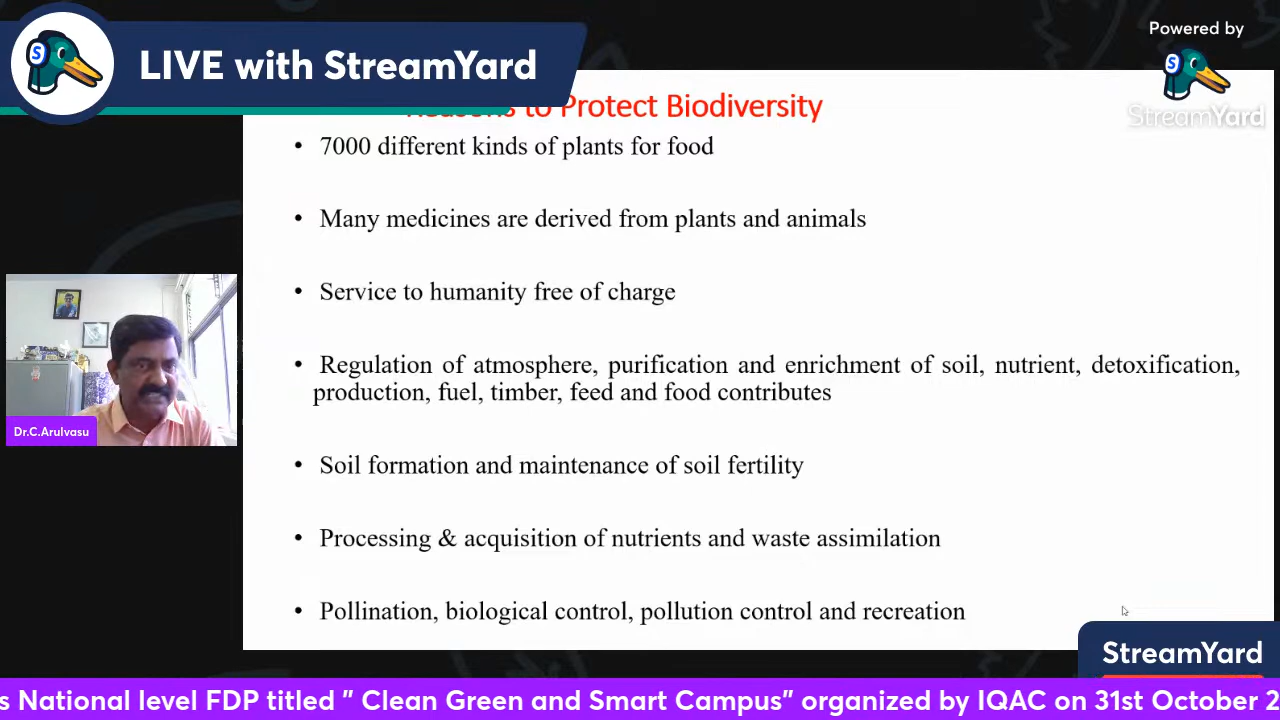 LIVE with StreamYard
Powered by
StreamYard
Reasons to Protect Biodiversity
• 7000 different kinds of plants for food
• Many medicines are derived from plants and animals
• Service to humanity free of charge
• Regulation of atmosphere, purification and enrichment of soil, nutrient, detoxification,
production, fuel, timber, feed and food contributes
• Soil formation and maintenance of soil fertility
• Processing & acquisition of nutrients and waste assimilation
• Pollination, biological control, pollution control and recreation
Dr.C.Arulvasu
StreamYard
s National level FDP titled " Clean Green and Smart Campus" organized by IQAC on 31st October 2